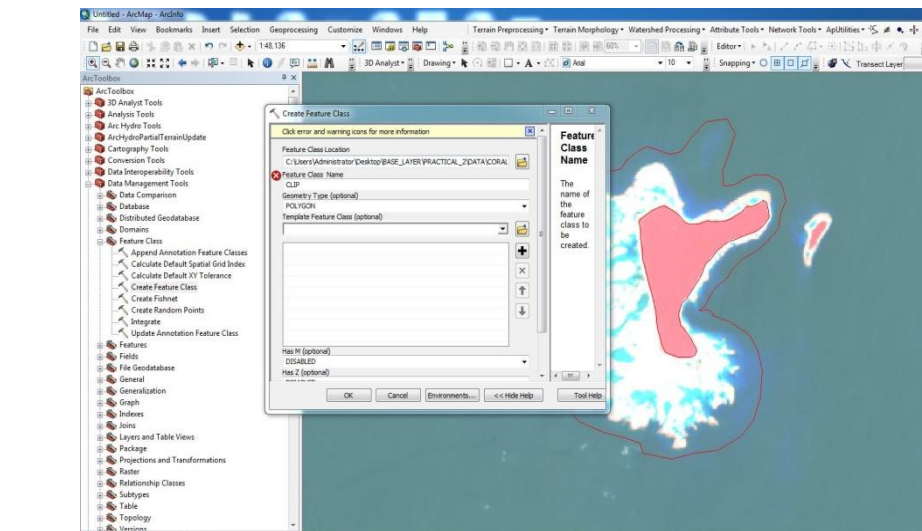 Untitled - ArcMap - ArcInfo
File Edit View Bookmarks Insert Selection Geoprocessing Customize Windows Help Terrain Preprocessing Terrain Morphology Watershed Processing Attribute Tools Network Tools ApUtilities
1:48,136 60% Editor
3D Analyst Drawing A Arial 10 Snapping Transect Layer
ArcToolbox
ArcToolbox
3D Analyst Tools
Analysis Tools
Arc Hydro Tools
ArcHydroPartialTerrainUpdate
Cartography Tools
Conversion Tools
Data Interoperability Tools
Data Management Tools
Data Comparison
Database
Distributed Geodatabase
Domains
Feature Class
Append Annotation Feature Classes
Calculate Default Spatial Grid Index
Calculate Default XY Tolerance
Create Feature Class
Create Fishnet
Create Random Points
Integrate
Update Annotation Feature Class
Features
Fields
File Geodatabase
General
Generalization
Graph
Indexes
Joins
Layers and Table Views
Package
Projections and Transformations
Raster
Relationship Classes
Subtypes
Table
Topology
Versions
Create Feature Class
Click error and warning icons for more information
Feature Class Location
C:\Users\Administrator\Desktop\BASE_LAYER\PRACTICAL_2\DATA\CORAL
Feature Class Name
CLIP
Geometry Type (optional)
POLYGON
Template Feature Class (optional)
Has M (optional)
DISABLED
Has Z (optional)
OK Cancel Environments... << Hide Help Tool Help
Feature
Class
Name
The
name of
the
feature
class to
be
created.